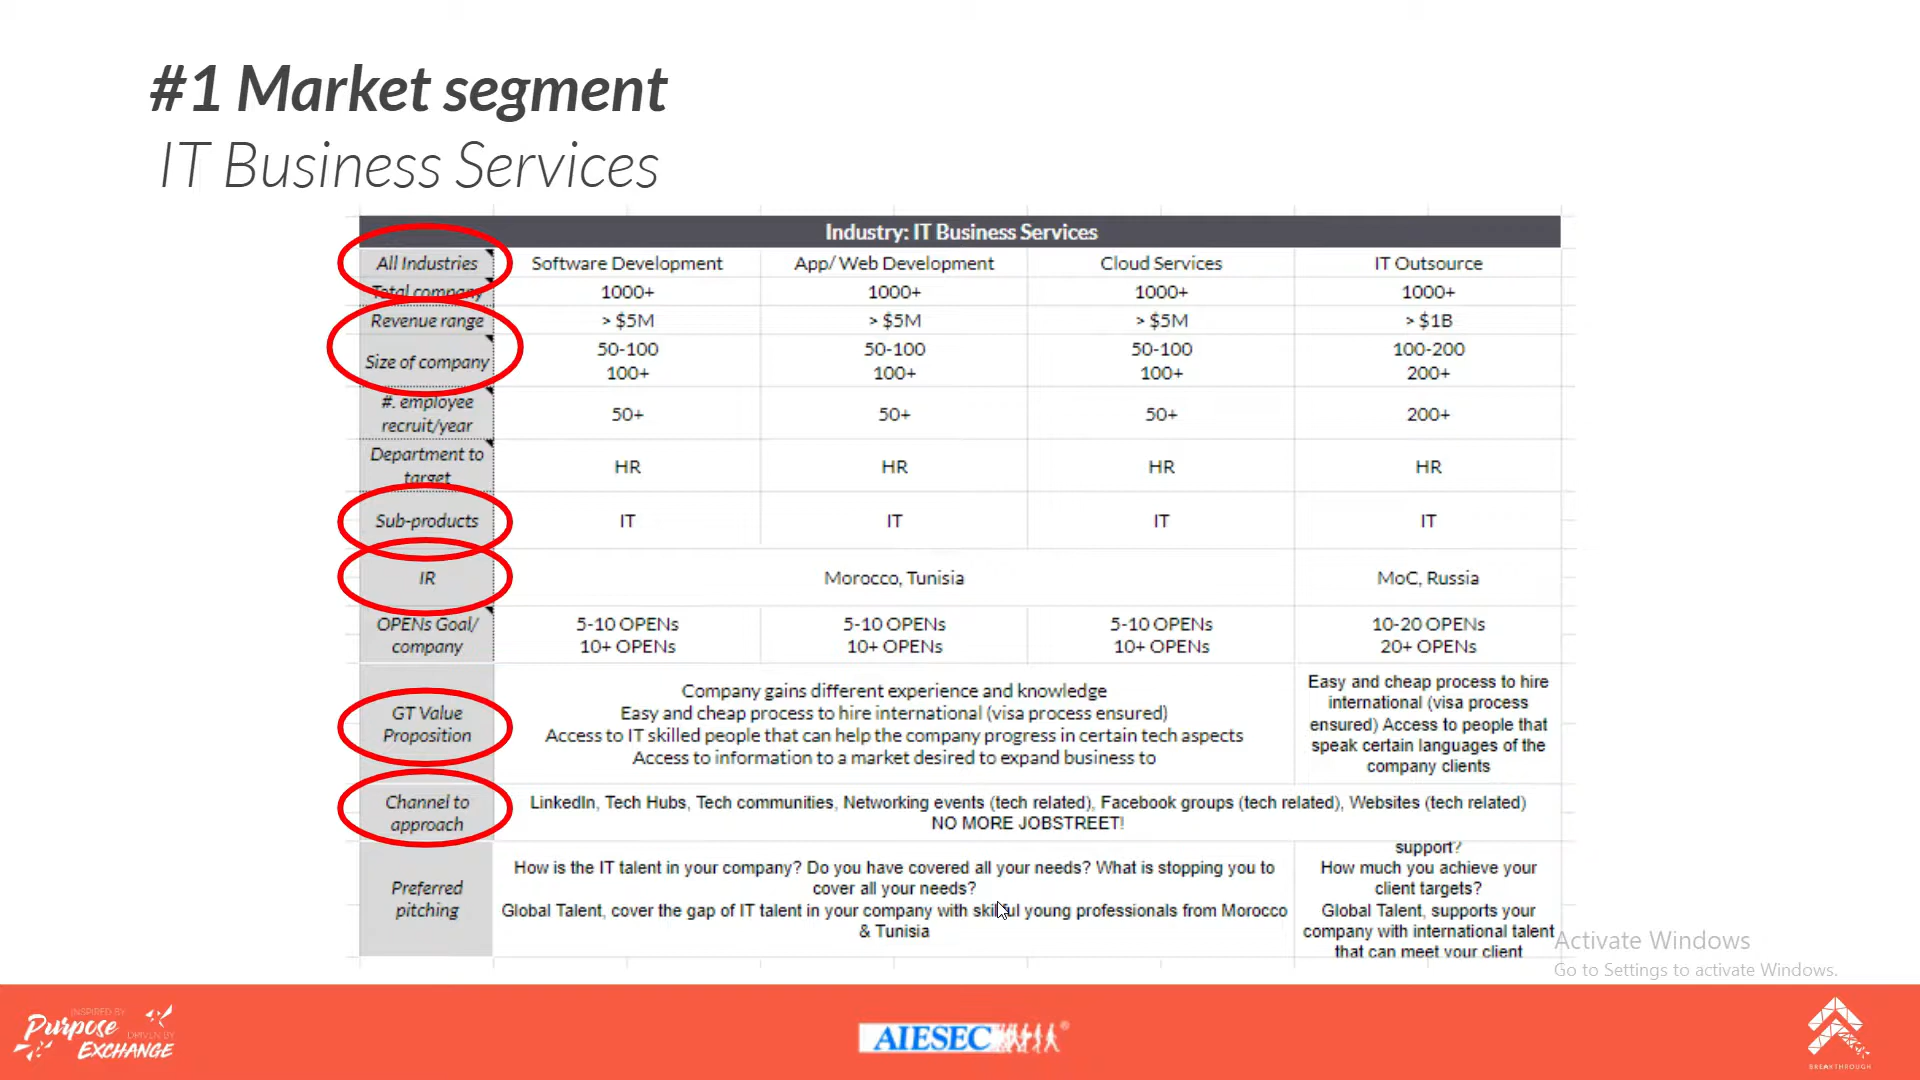 #1 Market segment
IT Business Services
Industry: IT Business Services
All Industries Software Development App/ Web Development Cloud Services IT Outsource
Total company 1000+ 1000+ 1000+ 1000+
Revenue range > $5M > $5M > $5M > $1B
Size of company 50-100 50-100 50-100 100-200
100+ 100+ 100+ 200+
#. employee
recruit/year 50+ 50+ 50+ 200+
Department to
target HR HR HR HR
Sub-products IT IT IT IT
IR Morocco, Tunisia MoC, Russia
OPENs Goal/ 5-10 OPENs 5-10 OPENs 5-10 OPENs 10-20 OPENs
company 10+ OPENs 10+ OPENs 10+ OPENs 20+ OPENs
GT Value
Proposition
Company gains different experience and knowledge
Easy and cheap process to hire international (visa process ensured)
Access to IT skilled people that can help the company progress in certain tech aspects
Access to information to a market desired to expand business to
Easy and cheap process to hire
international (visa process
ensured) Access to people that
speak certain languages of the
company clients
Channel to
approach
LinkedIn, Tech Hubs, Tech communities, Networking events (tech related), Facebook groups (tech related), Websites (tech related)
NO MORE JOBSTREET!
Preferred
pitching
How is the IT talent in your company? Do you have covered all your needs? What is stopping you to
cover all your needs?
Global Talent, cover the gap of IT talent in your company with skilful young professionals from Morocco
& Tunisia
support?
How much you achieve your
client targets?
Global Talent, supports your
company with international talent
that can meet your client
Activate Windows
Go to Settings to activate Windows.
INSPIRED BY
Purpose
DRIVEN BY
EXCHANGE
AIESEC
BREAKTHROUGH